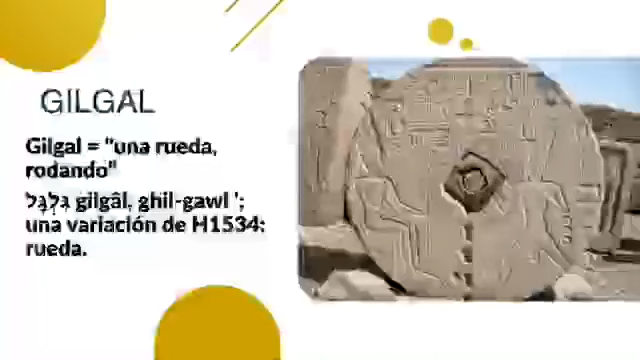 GILGAL
Gilgal = "una rueda,
rodando"
גִּלְגָּל gilgâl, ghil-gawl ';
una variación de H1534:
rueda.